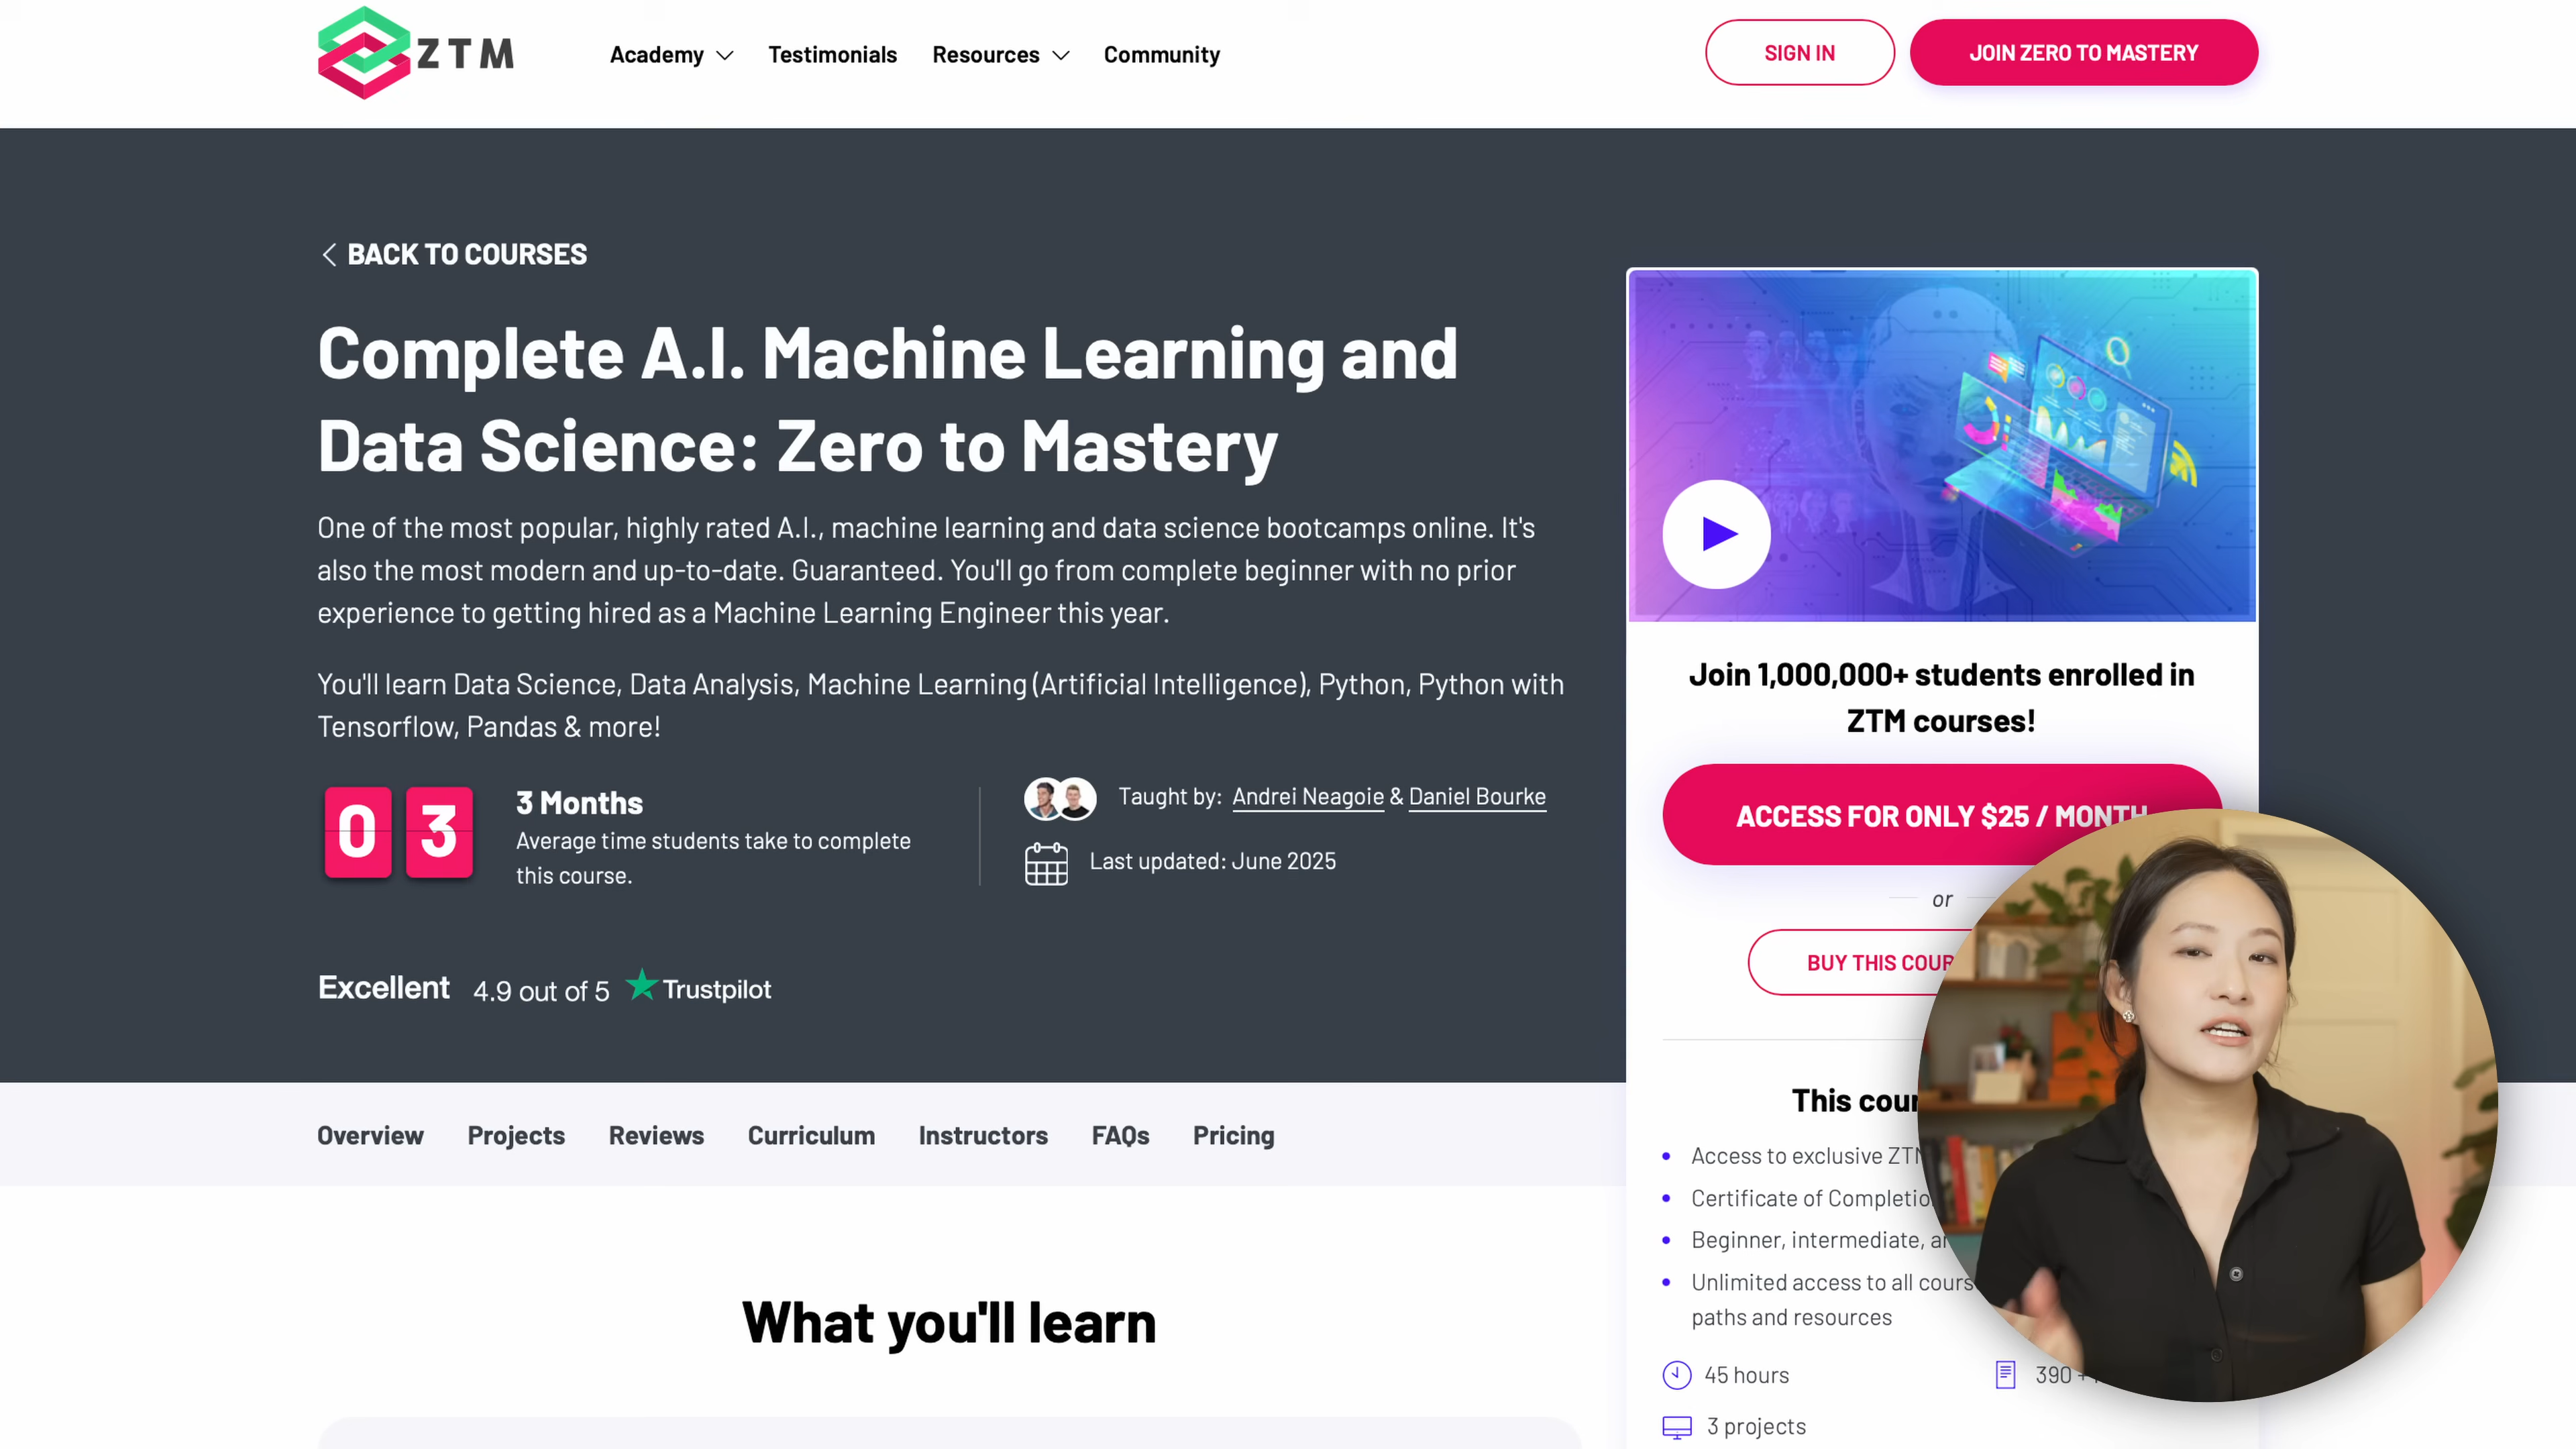 ZTM
Academy
Testimonials
Resources
Community
SIGN IN
JOIN ZERO TO MASTERY
BACK TO COURSES
Complete A.I. Machine Learning and
Data Science: Zero to Mastery
One of the most popular, highly rated A.I., machine learning and data science bootcamps online. It's
also the most modern and up-to-date. Guaranteed. You'll go from complete beginner with no prior
experience to getting hired as a Machine Learning Engineer this year.
You'll learn Data Science, Data Analysis, Machine Learning (Artificial Intelligence), Python, Python with
Tensorflow, Pandas & more!
03
3 Months
Average time students take to complete
this course.
Taught by: Andrei Neagoie & Daniel Bourke
Last updated: June 2025
Excellent 4.9 out of 5 Trustpilot
Join 1,000,000+ students enrolled in
ZTM courses!
ACCESS FOR ONLY $25 / MONTH
or
BUY THIS
This
Access to exclusive
Certificate of
Beginner, intermediate,
Unlimited access to all
paths and resources
45 hours
390
3 projects
Overview
Projects
Reviews
Curriculum
Instructors
FAQs
Pricing
What you'll learn